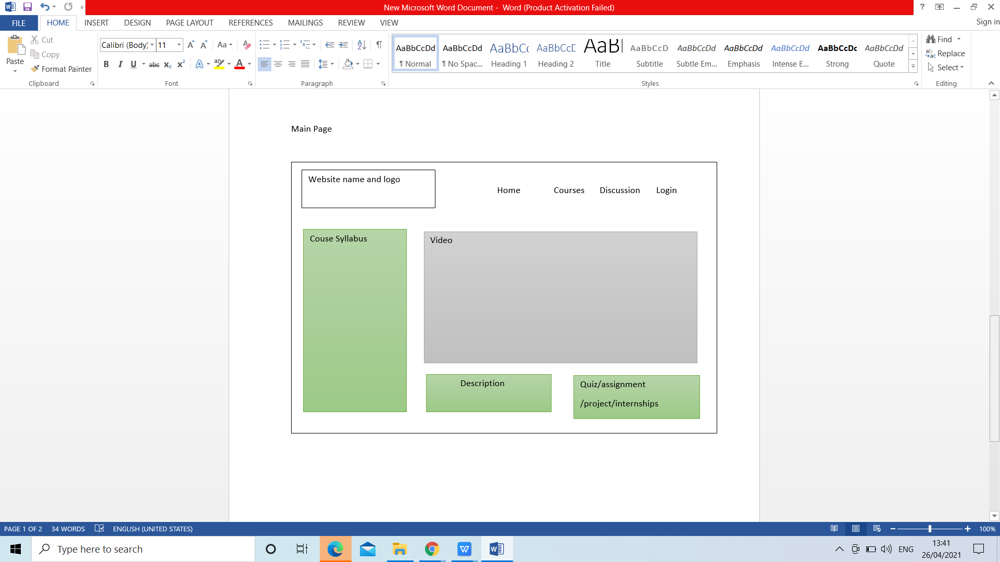 New Microsoft Word Document - Word (Product Activation Failed)
?
Sign in
FILE HOME INSERT DESIGN PAGE LAYOUT REFERENCES MAILINGS REVIEW VIEW
Paste
Cut
Copy
Format Painter
Clipboard
Calibri (Body) 11
Font
Paragraph
AaBbCcDd AaBbCcDd AaBbCc AaBbCcD AaBl AaBbCcD AaBbCcDd AaBbCcDd AaBbCcDd AaBbCcDc AaBbCcDd
¶ Normal ¶ No Spac... Heading 1 Heading 2 Title Subtitle Subtle Em... Emphasis Intense E... Strong Quote
Styles
Find
Replace
Select
Editing
Main Page
Website name and logo
Home Courses Discussion Login
Couse Syllabus
Video
Description
Quiz/assignment
/project/internships
PAGE 1 OF 2 34 WORDS ENGLISH (UNITED STATES)
100%
Type here to search
ENG
13:41
26/04/2021